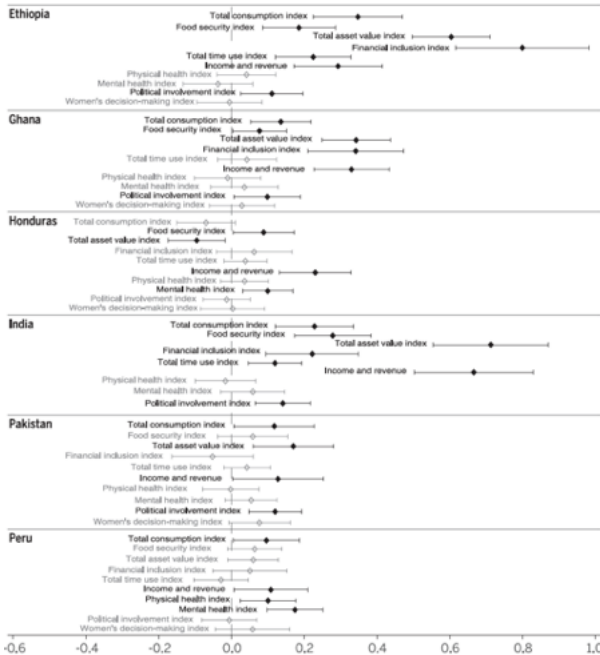 Ethiopia
Total consumption index
Food security index
Total asset value index
Financial inclusion index
Total time use index
Income and revenue
Physical health index
Mental health index
Political involvement index
Women's decision-making index
Ghana
Total consumption index
Food security index
Total asset value index
Financial inclusion index
Total time use index
Income and revenue
Physical health index
Mental health index
Political involvement index
Women's decision-making index
Honduras
Total consumption index
Food security index
Total asset value index
Financial inclusion index
Total time use index
Income and revenue
Physical health index
Mental health index
Political involvement index
Women's decision-making index
India
Total consumption index
Food security index
Total asset value index
Financial inclusion index
Total time use index
Income and revenue
Physical health index
Mental health index
Political involvement index
Pakistan
Total consumption index
Food security index
Total asset value index
Financial inclusion index
Total time use index
Income and revenue
Physical health index
Mental health index
Political involvement index
Women's decision-making index
Peru
Total consumption index
Food security index
Total asset value index
Financial inclusion index
Total time use index
Income and revenue
Physical health index
Mental health index
Political involvement index
Women's decision-making index
-0,6 -0,4 -0,2 0,0 0,2 0,4 0,6 0,8 1,0